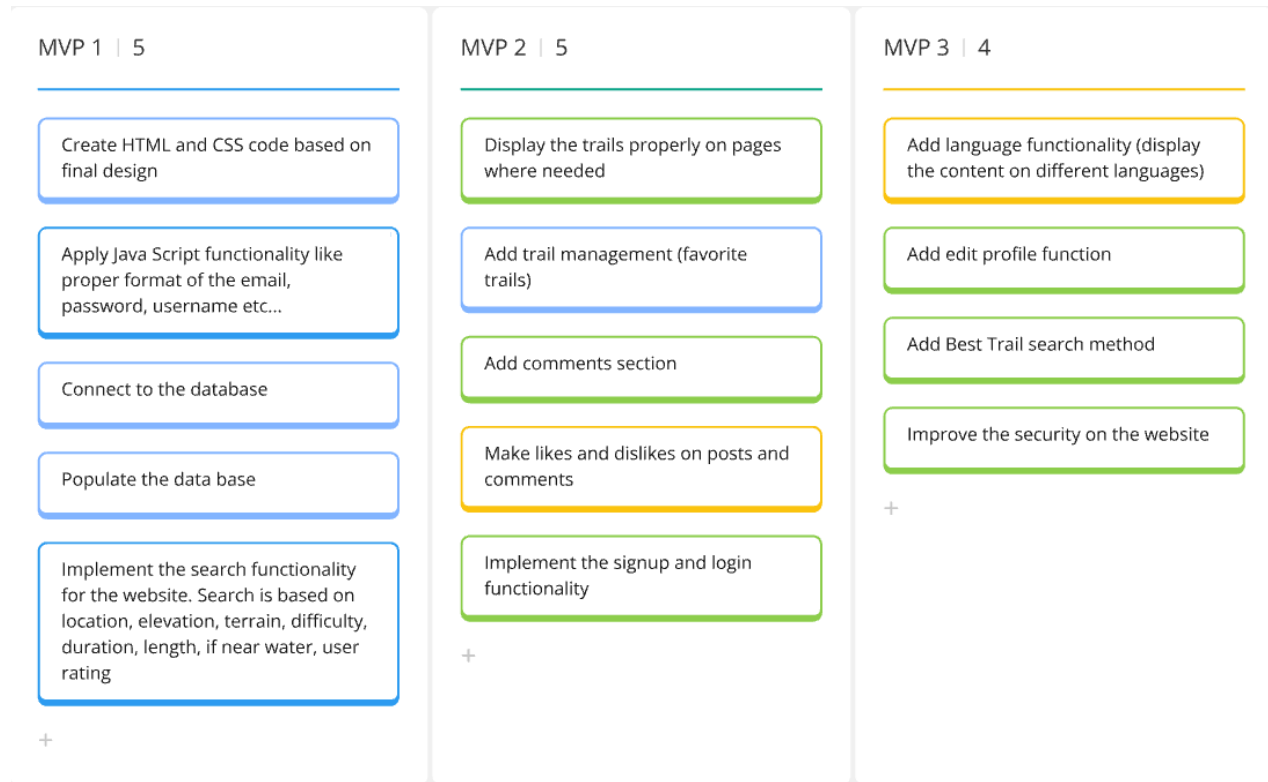 MVP 1 | 5
Create HTML and CSS code based on
final design
Apply Java Script functionality like
proper format of the email,
password, username etc...
Connect to the database
Populate the data base
Implement the search functionality
for the website. Search is based on
location, elevation, terrain, difficulty,
duration, length, if near water, user
rating
+
MVP 2 | 5
Display the trails properly on pages
where needed
Add trail management (favorite
trails)
Add comments section
Make likes and dislikes on posts and
comments
Implement the signup and login
functionality
+
MVP 3 | 4
Add language functionality (display
the content on different languages)
Add edit profile function
Add Best Trail search method
Improve the security on the website
+